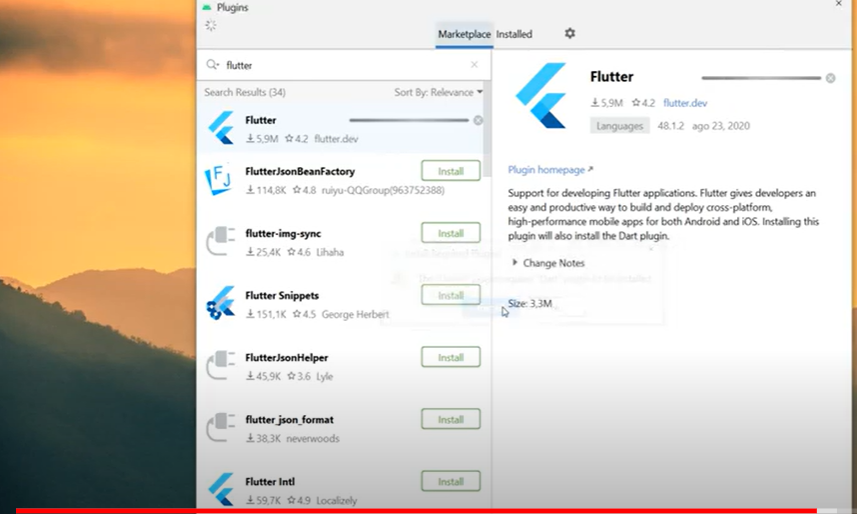 Plugins
Marketplace Installed
flutter
Search Results (34) Sort By: Relevance
Flutter
5,9M 4.2 flutter.dev
FlutterJsonBeanFactory Install
114,8K 4.8 ruiyu-QQGroup(963752388)
flutter-img-sync Install
25,4K 4.6 Lihaha
Flutter Snippets Install
151,1K 4.5 George Herbert
FlutterJsonHelper Install
45,9K 3.6 Lyle
flutter_json_format Install
38,3K neverwoods
Flutter Intl Install
59,7K 4.9 Localizely
Flutter
5,9M 4.2 flutter.dev
Languages 48.1.2 ago 23, 2020
Plugin homepage
Support for developing Flutter applications. Flutter gives developers an
easy and productive way to build and deploy cross-platform,
high-performance mobile apps for both Android and iOS. Installing this
plugin will also install the Dart plugin.
Change Notes
Size: 3,3M